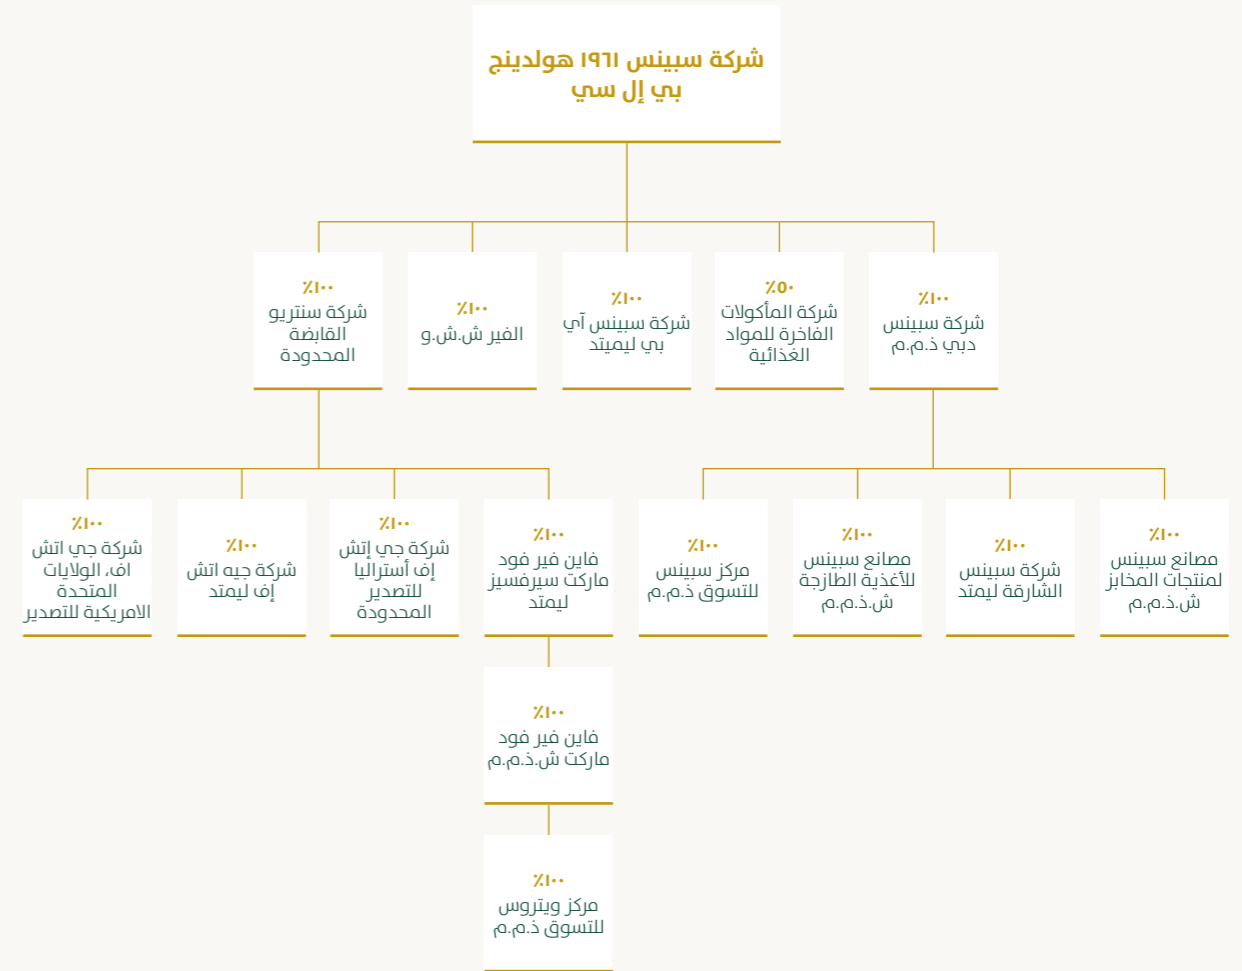 شركة سبينس ١٩٦١ هولدينج
بي إل سي
١٠٠٪
شركة سبينس
دبي ذ.م.م
٥٠٪
شركة المأكولات
الفاخرة للمواد
الغذائية
١٠٠٪
شركة سبينس آي
بي ليميتد
١٠٠٪
الفير ش.ش.و
١٠٠٪
شركة سنتريو
القابضة
المحدودة
١٠٠٪
مصانع سبينس
لمنتجات المخابز
ش.ذ.م.م
١٠٠٪
شركة سبينس
الشارقة ليمتد
١٠٠٪
مصانع سبينس
للأغذية الطازجة
ش.ذ.م.م
١٠٠٪
مركز سبينس
للتسوق ذ.م.م
١٠٠٪
فاين فير فود
ماركت سيرفسيز
ليمتد
١٠٠٪
شركة جي إتش
إف أستراليا
للتصدير
المحدودة
١٠٠٪
شركة جيه اتش
إف ليمتد
١٠٠٪
شركة جي اتش
اف، الولايات
المتحدة
الامريكية للتصدير
١٠٠٪
فاين فير فود
ماركت ش.ذ.م.م
١٠٠٪
مركز ويتروس
للتسوق ذ.م.م